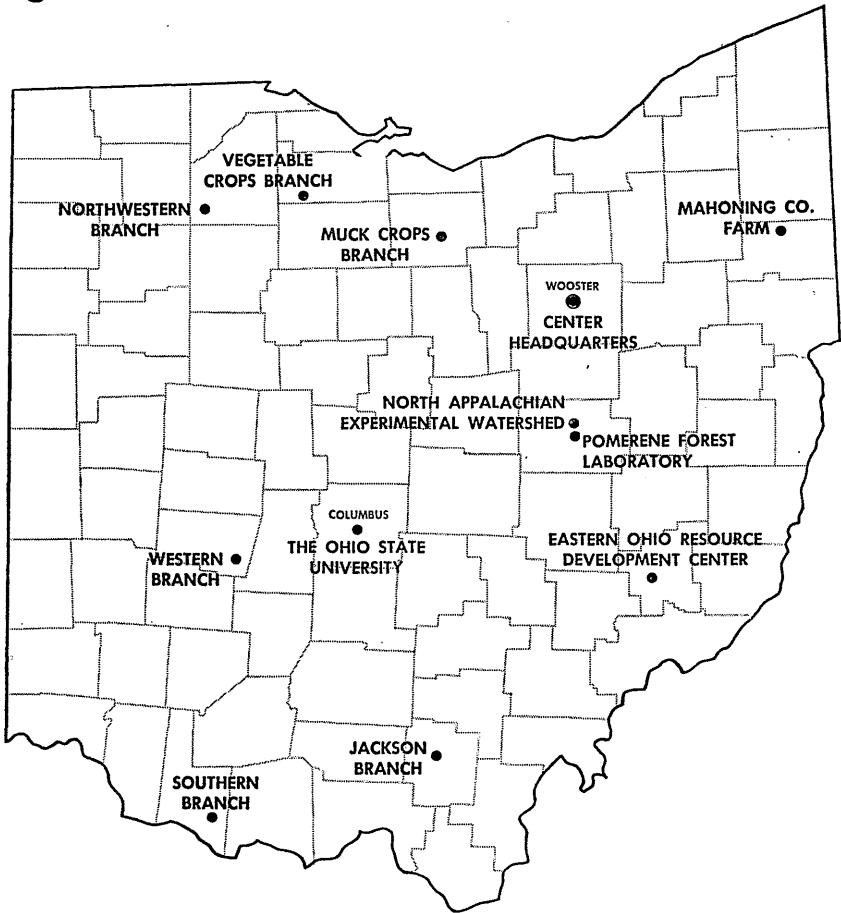 VEGETABLE
CROPS BRANCH
NORTHWESTERN
BRANCH
MUCK CROPS
BRANCH
MAHONING CO.
FARM
WOOSTER
CENTER
HEADQUARTERS
NORTH APPALACHIAN
EXPERIMENTAL WATERSHED
POMERENE FOREST
LABORATORY
COLUMBUS
THE OHIO STATE
UNIVERSITY
WESTERN
BRANCH
EASTERN OHIO RESOURCE
DEVELOPMENT CENTER
JACKSON
BRANCH
SOUTHERN
BRANCH